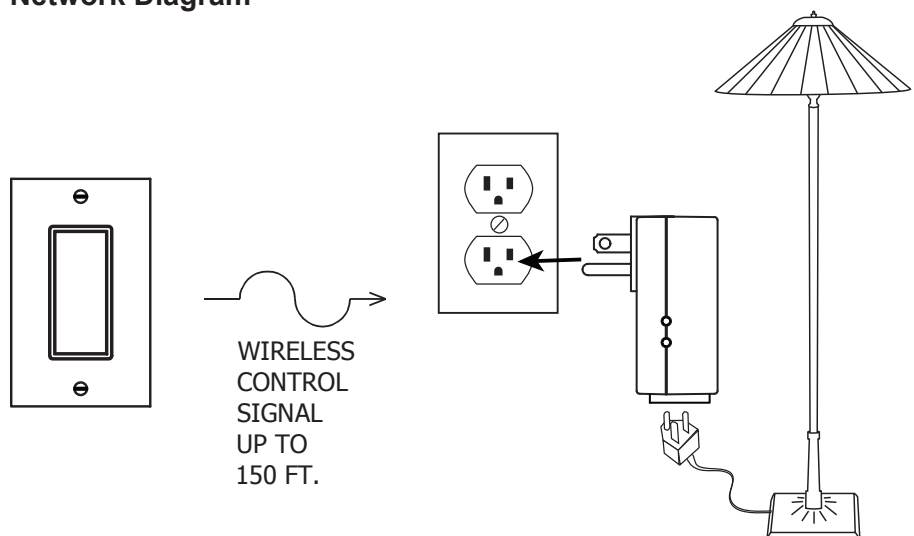 Network Diagram
WIRELESS
CONTROL
SIGNAL
UP TO
150 FT.